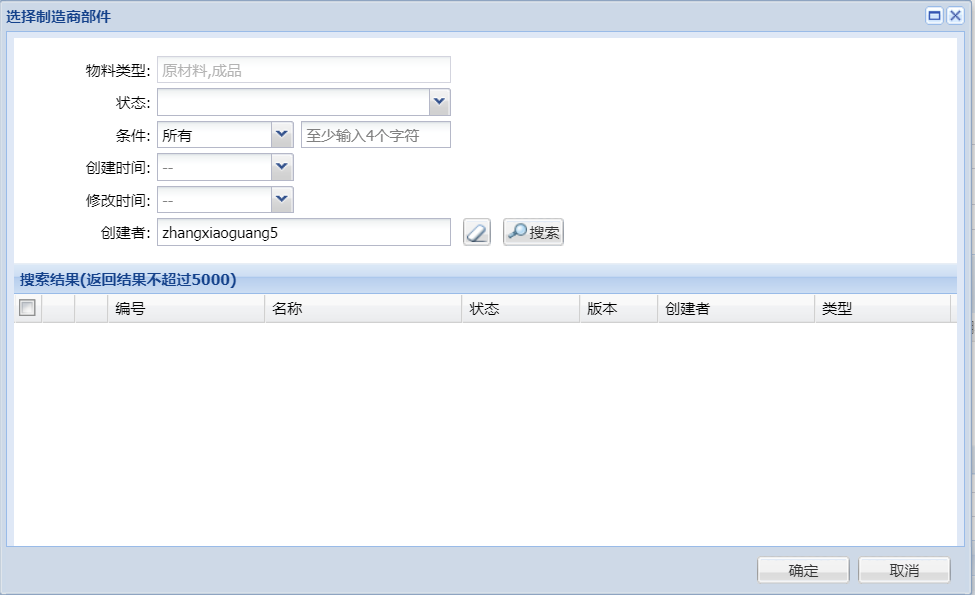 选择制造商部件
物料类型: 原材料,成品
状态:
条件: 所有 至少输入4个字符
创建时间: --
修改时间: --
创建者: zhangxiaoguang5 搜索
搜索结果(返回结果不超过5000)
编号 名称 状态 版本 创建者 类型
确定 取消